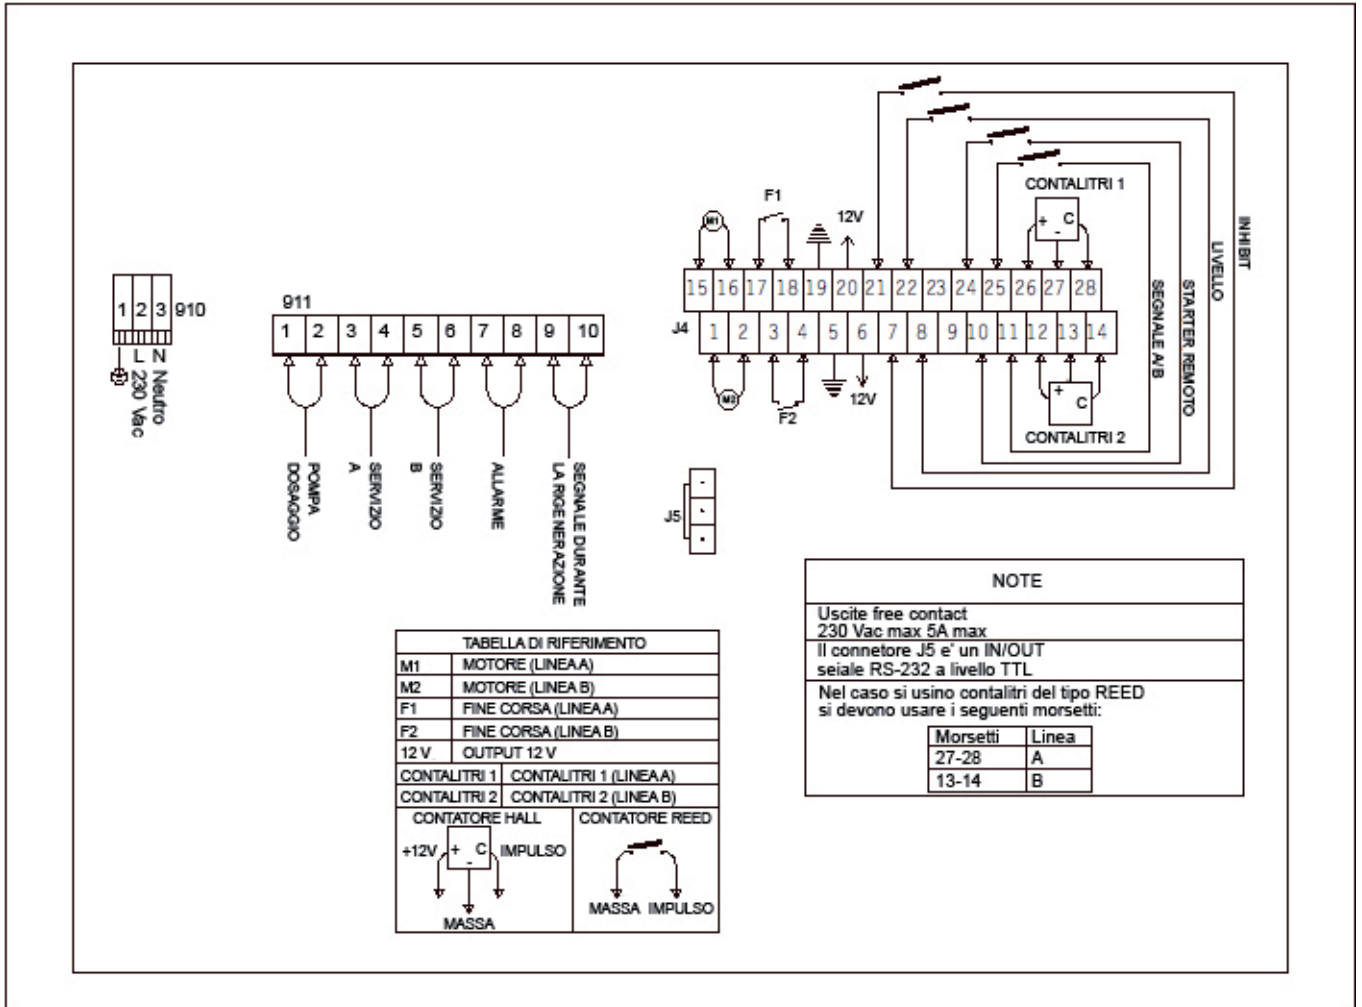 F1
M1
12V
CONTALITRI 1
+ C
-
INHIBIT
LIVELLO
STARTER REMOTO
SEGNALE A/B
15 16 17 18 19 20 21 22 23 24 25 26 27 28
J4
1 2 3 4 5 6 7 8 9 10 11 12 13 14
M2
F2
12V
+
C
CONTALITRI 2
1 2 3 910
L N
Neutro
230 Vac
911
1 2 3 4 5 6 7 8 9 10
POMPA
DOSAGGIO
SERVIZIO
A
SERVIZIO
B
ALLARME
SEGNALE DURANTE
LA RIGENERAZIONE
J5
TABELLA DI RIFERIMENTO
M1 MOTORE (LINEA A)
M2 MOTORE (LINEA B)
F1 FINE CORSA (LINEA A)
F2 FINE CORSA (LINEA B)
12 V OUTPUT 12 V
CONTALITRI 1 CONTALITRI 1 (LINEA A)
CONTALITRI 2 CONTALITRI 2 (LINEA B)
CONTATORE HALL CONTATORE REED
+12V + C IMPULSO
-
MASSA
MASSA IMPULSO
NOTE
Uscite free contact
230 Vac max 5A max
Il connetore J5 e' un IN/OUT
seiale RS-232 a livello TTL
Nel caso si usino contalitri del tipo REED
si devono usare i seguenti morsetti:
Morsetti Linea
27-28 A
13-14 B